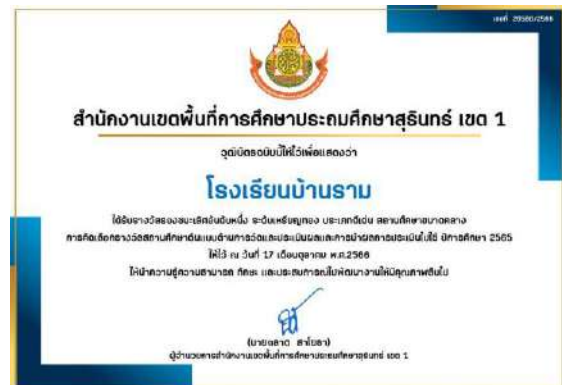 เลขที่ 20580/2566
สำนักงานเขตพื้นที่การศึกษาประถมศึกษาสุรินทร์ เขต 1
วุฒิบัตรฉบับนี้ให้ไว้เพื่อแสดงว่า
โรงเรียนบ้านราม
ได้รับรางวัลรองชนะเลิศอันดับหนึ่ง ระดับเหรียญทอง ประเภทดีเด่น สถานศึกษาขนาดกลาง
การคัดเลือกรางวัลสถานศึกษาต้นแบบด้านการวัดและประเมินผลและการนำผลการประเมินไปใช้ ปีการศึกษา 2565
ให้ไว้ ณ วันที่ 17 เดือนตุลาคม พ.ศ.2566
ให้นำความรู้ความสามารถ ทักษะ และประสบการณ์ไปพัฒนางานให้มีคุณภาพสืบไป
ผู้อำนวยการสำนักงานเขตพื้นที่การศึกษาประถมศึกษาสุรินทร์ เขต 1